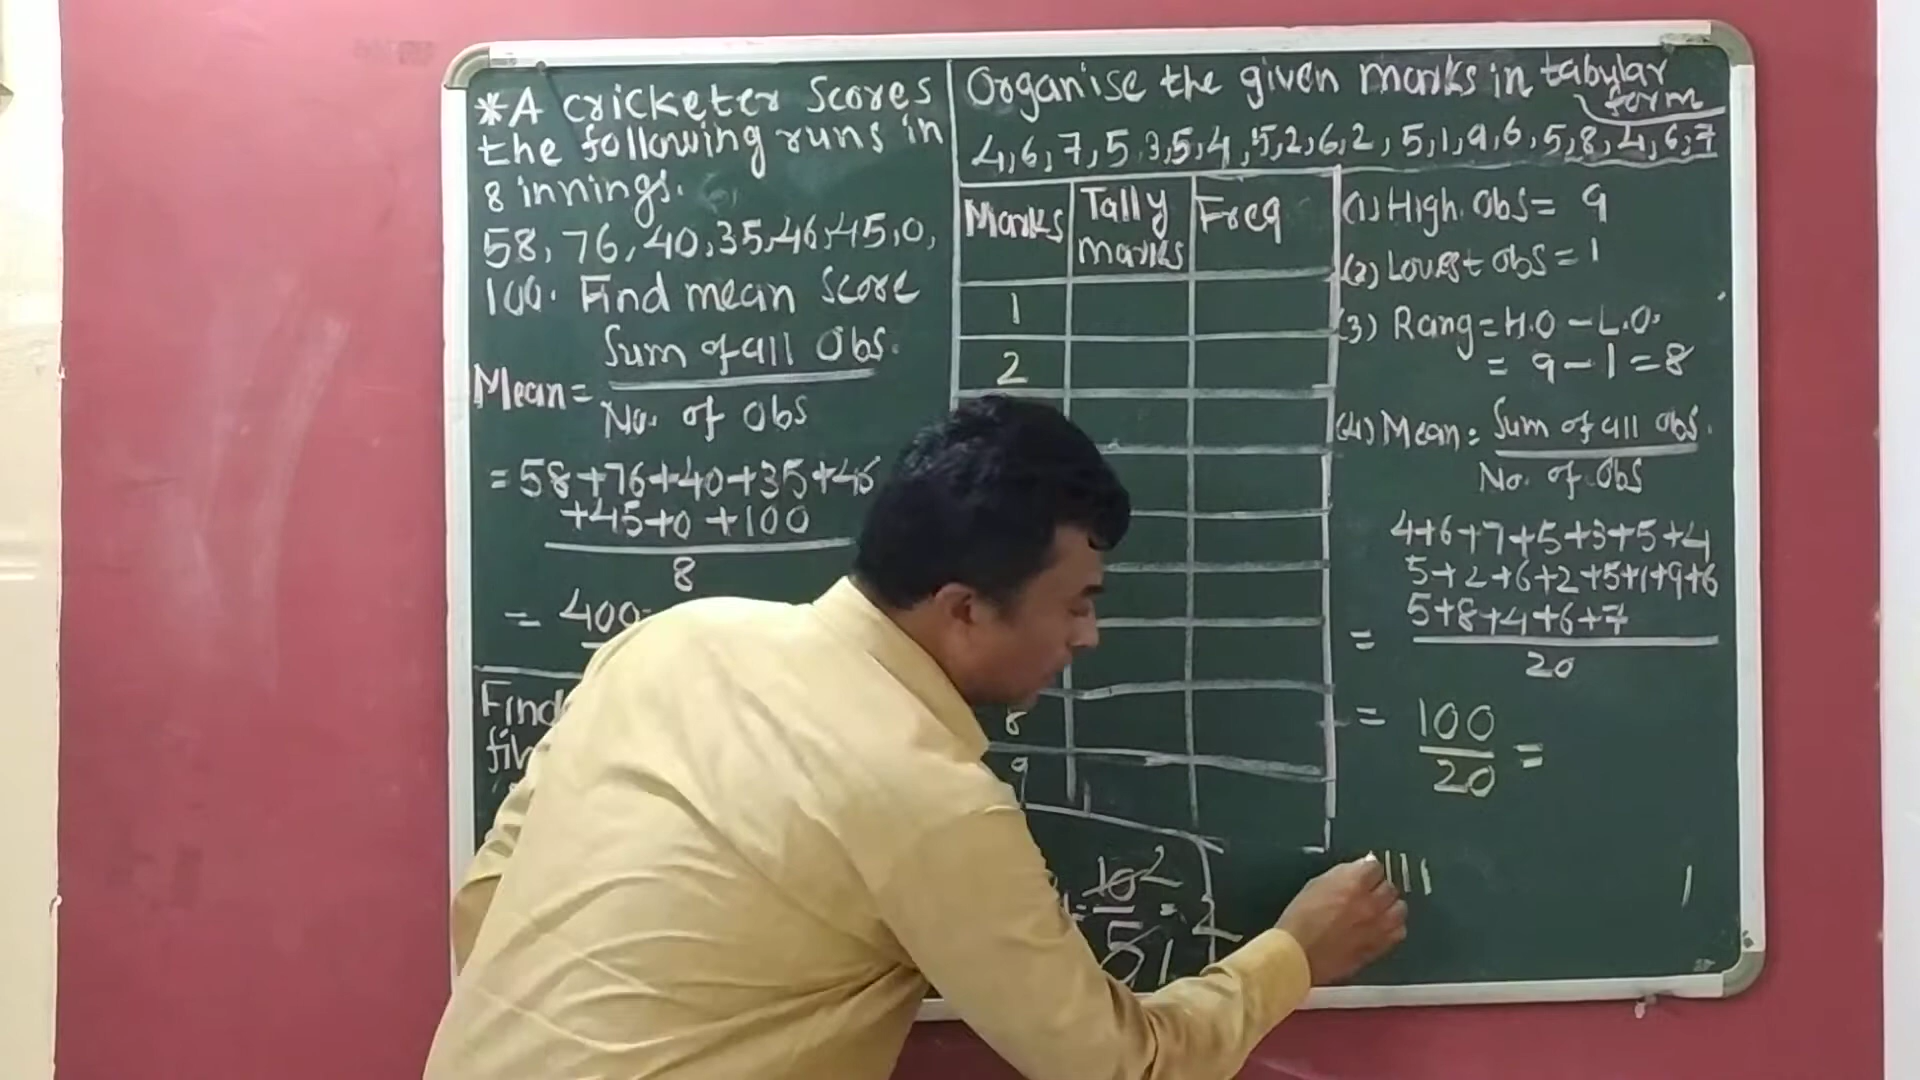 *A cricketer Scores
the following runs in
8 innings.
58, 76, 40, 35, 46, 45, 0,
100. Find mean score
Mean = Sum of all Obs.
No. of Obs
= 58+76+40+35+46
+45+0+100
8
= 400
Find
Organise the given marks in tabular
form
4, 6, 7, 5 3, 5, 4, 5, 2, 6, 2, 5, 1, 9, 6, 5, 8, 4, 6, 7
Marks Tally marks Freq
1
2
8
9
10 2
5 1
= 2
(1) High. Obs = 9
(2) Lowest obs = 1
(3) Rang = H.O - L.O.
= 9 - 1 = 8
(4) Mean = Sum of all obs.
No. of Obs
4+6+7+5+3+5+4
5+2+6+2+5+1+9+6
5+8+4+6+7
=
20
= 100
20 =